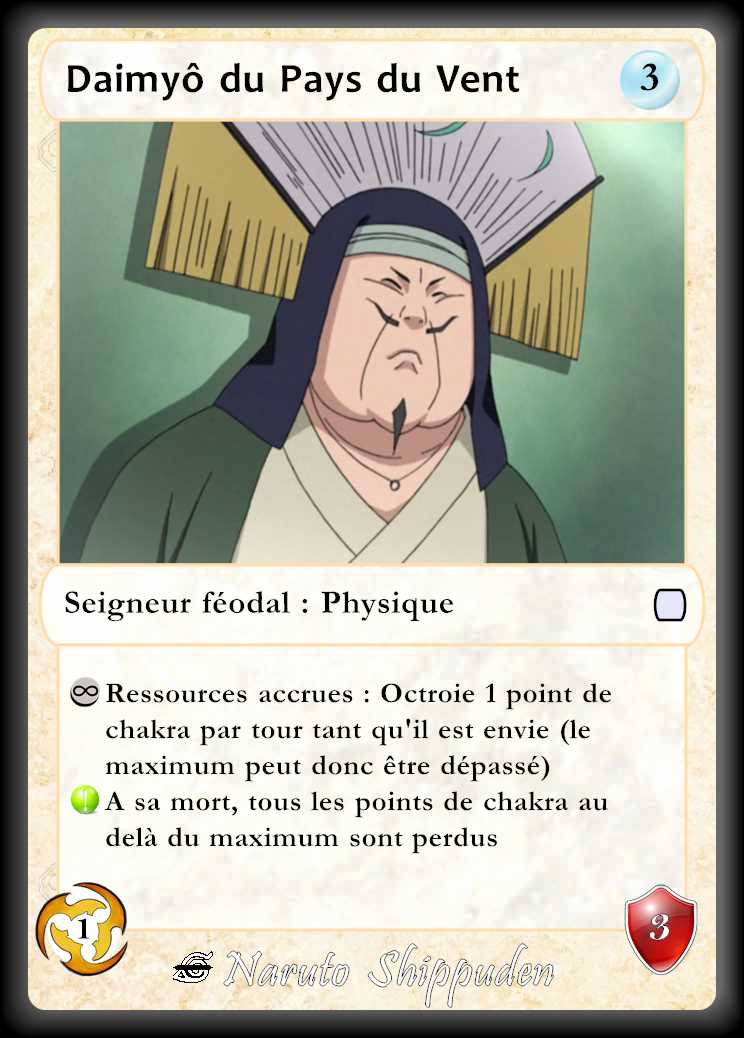 Daimyô du Pays du Vent
3
Seigneur féodal : Physique
Ressources accrues : Octroie 1 point de
chakra par tour tant qu'il est envie (le
maximum peut donc être dépassé)
A sa mort, tous les points de chakra au
delà du maximum sont perdus
1
3
Naruto Shippuden